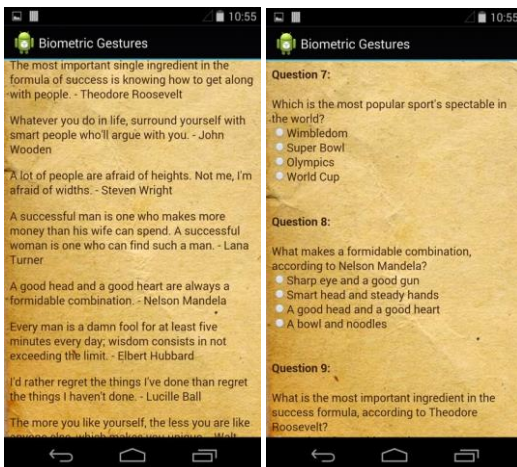 10:55
Biometric Gestures
The most important single ingredient in the
formula of success is knowing how to get along
with people. - Theodore Roosevelt
Whatever you do in life, surround yourself with
smart people who'll argue with you. - John
Wooden
A lot of people are afraid of heights. Not me, I'm
afraid of widths. - Steven Wright
A successful man is one who makes more
money than his wife can spend. A successful
woman is one who can find such a man. - Lana
Turner
A good head and a good heart are always a
formidable combination. - Nelson Mandela
Every man is a damn fool for at least five
minutes every day; wisdom consists in not
exceeding the limit. - Elbert Hubbard
I'd rather regret the things I've done than regret
the things I haven't done. - Lucille Ball
The more you like yourself, the less you are like
anyone else, which makes you unique. - Walt
10:55
Biometric Gestures
Question 7:
Which is the most popular sport's spectable in
the world?
Wimbledom
Super Bowl
Olympics
World Cup
Question 8:
What makes a formidable combination,
according to Nelson Mandela?
Sharp eye and a good gun
Smart head and steady hands
A good head and a good heart
A bowl and noodles
Question 9:
What is the most important ingredient in the
success formula, according to Theodore
Roosevelt?